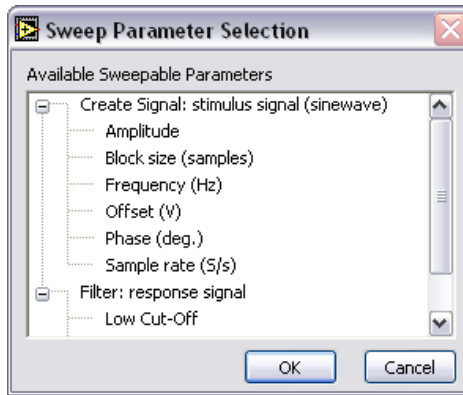 Sweep Parameter Selection
Available Sweepable Parameters
Create Signal: stimulus signal (sinewave)
Amplitude
Block size (samples)
Frequency (Hz)
Offset (V)
Phase (deg.)
Sample rate (S/s)
Filter: response signal
Low Cut-Off
OK Cancel